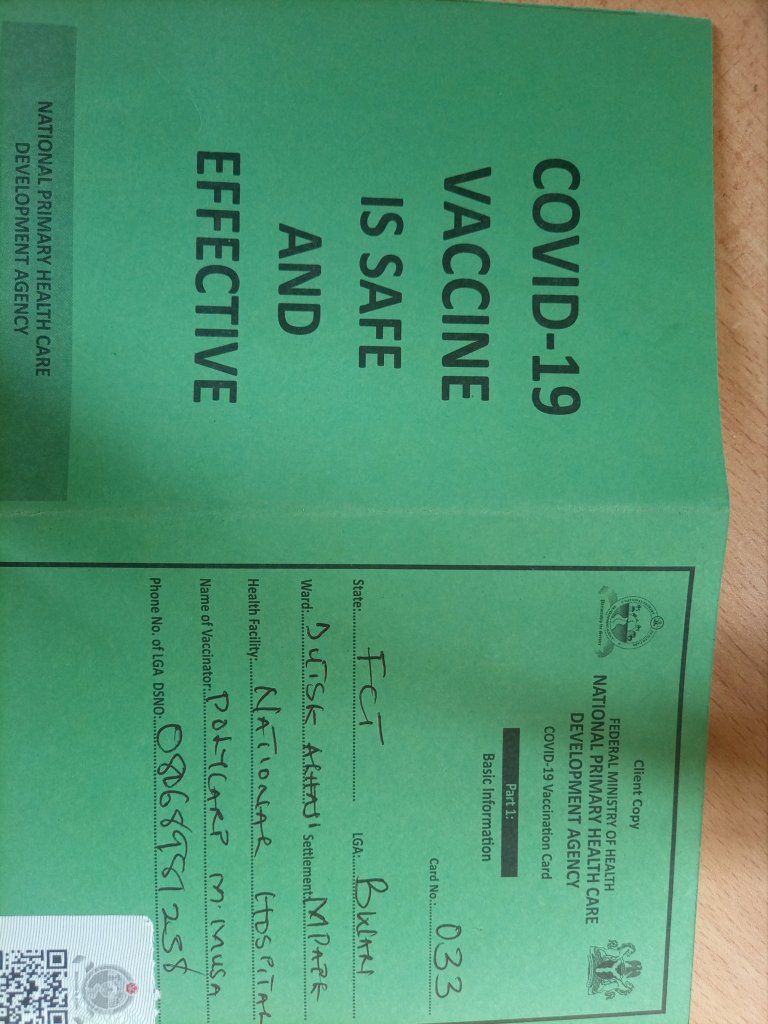 COVID-19
VACCINE
IS SAFE
AND
EFFECTIVE
NATIONAL PRIMARY HEALTH CARE
DEVELOPMENT AGENCY
Client Copy
FEDERAL MINISTRY OF HEALTH
NATIONAL PRIMARY HEALTH CARE
DEVELOPMENT AGENCY
COVID-19 Vaccination Card
Card No.: 033
Part 1:
Basic Information
State: FCT LGA: BWARI
Ward: Settlement: MPAPE
Health Facility: NATIONAL HOSPITAL
Name of Vaccinator: POLYCARP M. MUSA
Phone No. of LGA DSNO: 08068981258